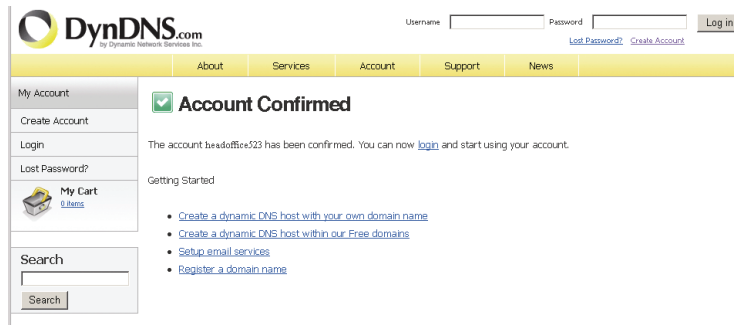 DynDNS.com
by Dynamic Network Services Inc.
Username
Password
Log in
Lost Password? Create Account
About Services Account Support News
My Account
Create Account
Login
Lost Password?
My Cart
0 items
Search
Search
Account Confirmed
The account headoffice523 has been confirmed. You can now login and start using your account.
Getting Started
Create a dynamic DNS host with your own domain name
Create a dynamic DNS host within our Free domains
Setup email services
Register a domain name